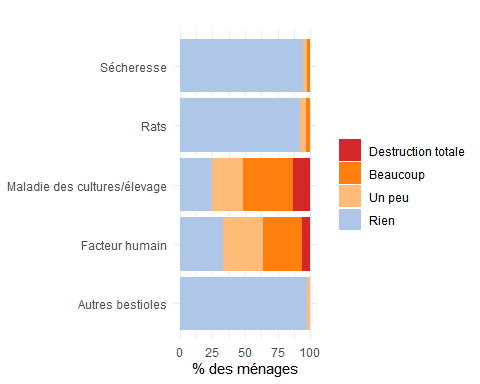 Sécheresse
Rats
Maladie des cultures/élevage
Facteur humain
Autres bestioles
0 25 50 75 100
% des ménages
Destruction totale
Beaucoup
Un peu
Rien